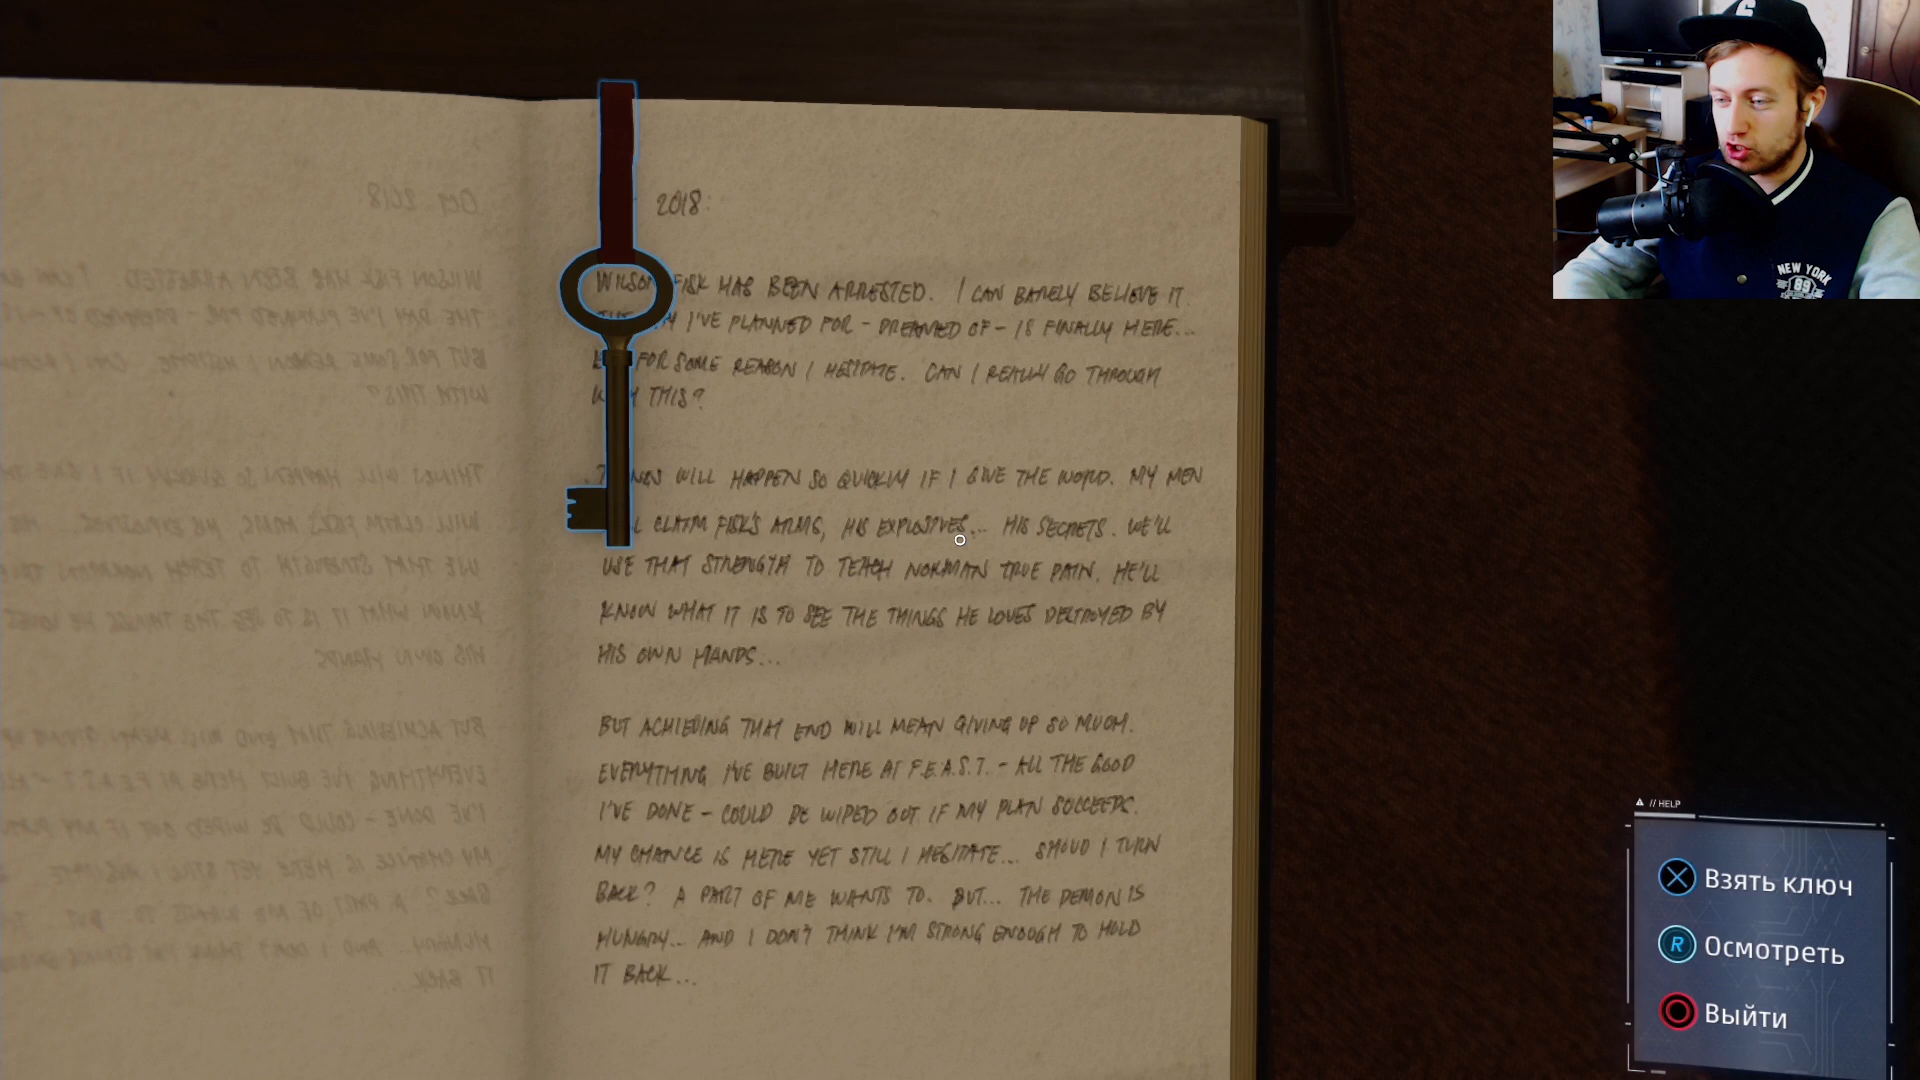 2018:
WILSON FISK HAS BEEN ARRESTED. I CAN BARELY BELIEVE IT.
I'VE PLANNED FOR - DREAMED OF - IS FINALLY HERE...
FOR SOME REASON I HESITATE. CAN I REALLY GO THROUGH
THIS?
WILL HAPPEN SO QUICKLY IF I GIVE THE WORD. MY MEN
CLAIM FISK'S ARMS, HIS EXPLOSIVES... HIS SECRETS. WE'LL
USE THAT STRENGTH TO TEACH NORMAN TRUE PAIN. HE'LL
KNOW WHAT IT IS TO SEE THE THINGS HE LOVES DESTROYED BY
HIS OWN HANDS...
BUT ACHIEVING THAT END WILL MEAN GIVING UP SO MUCH.
EVERYTHING I'VE BUILT HERE AT F.E.A.S.T. - ALL THE GOOD
I'VE DONE - COULD BE WIPED OUT IF MY PLAN SUCCEEDS.
MY CHANCE IS HERE YET STILL I HESITATE... SHOUD I TURN
BACK? A PART OF ME WANTS TO. BUT... THE DEMON IS
HUNGRY... AND I DON'T THINK I'M STRONG ENOUGH TO HOLD
IT BACK...
NEW YORK
89
// HELP
Взять ключ
R Осмотреть
Выйти